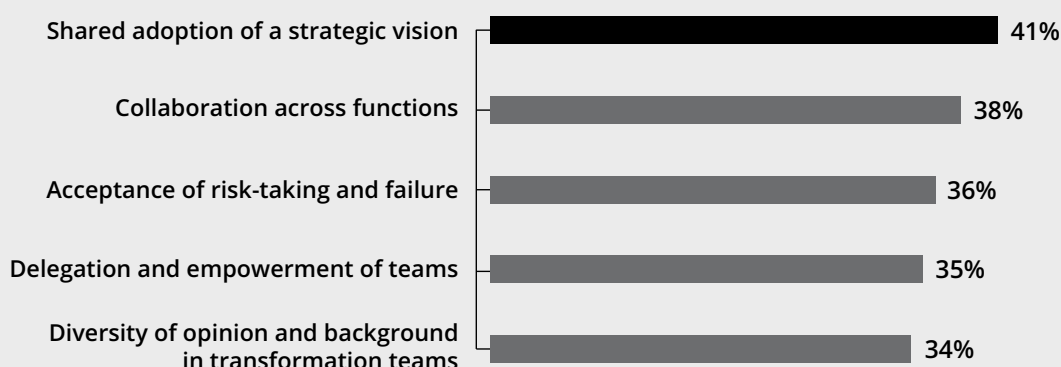 Shared adoption of a strategic vision 41%
Collaboration across functions 38%
Acceptance of risk-taking and failure 36%
Delegation and empowerment of teams 35%
Diversity of opinion and background
in transformation teams 34%